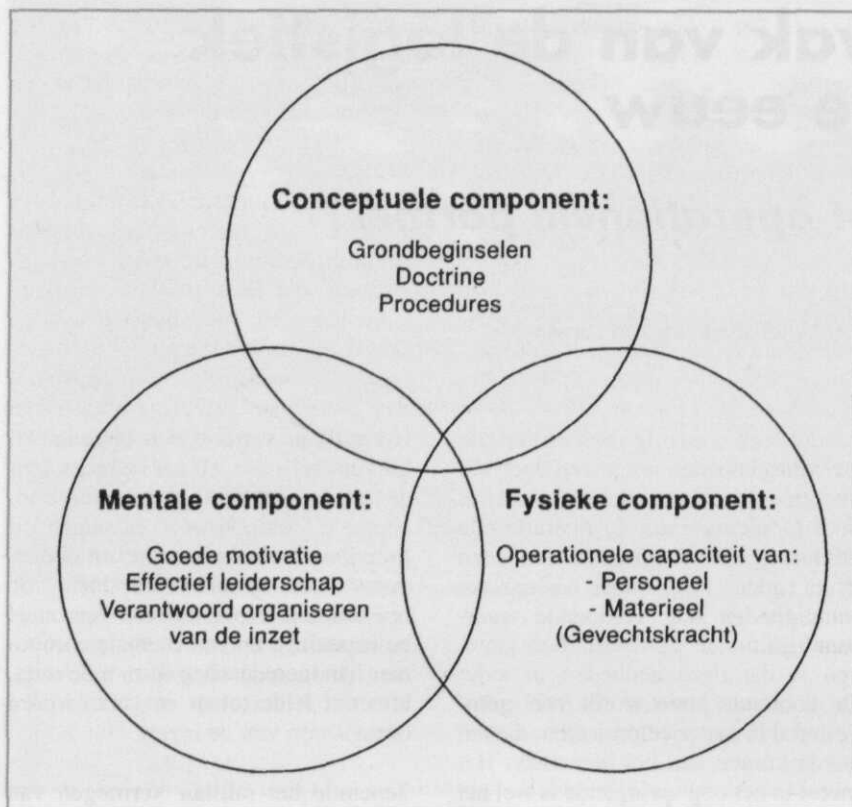 Conceptuele component:
Grondbeginselen
Doctrine
Procedures
Mentale component:
Goede motivatie
Effectief leiderschap
Verantwoord organiseren
van de inzet
Fysieke component:
Operationele capaciteit van:
- Personeel
- Materieel
(Gevechtskracht)